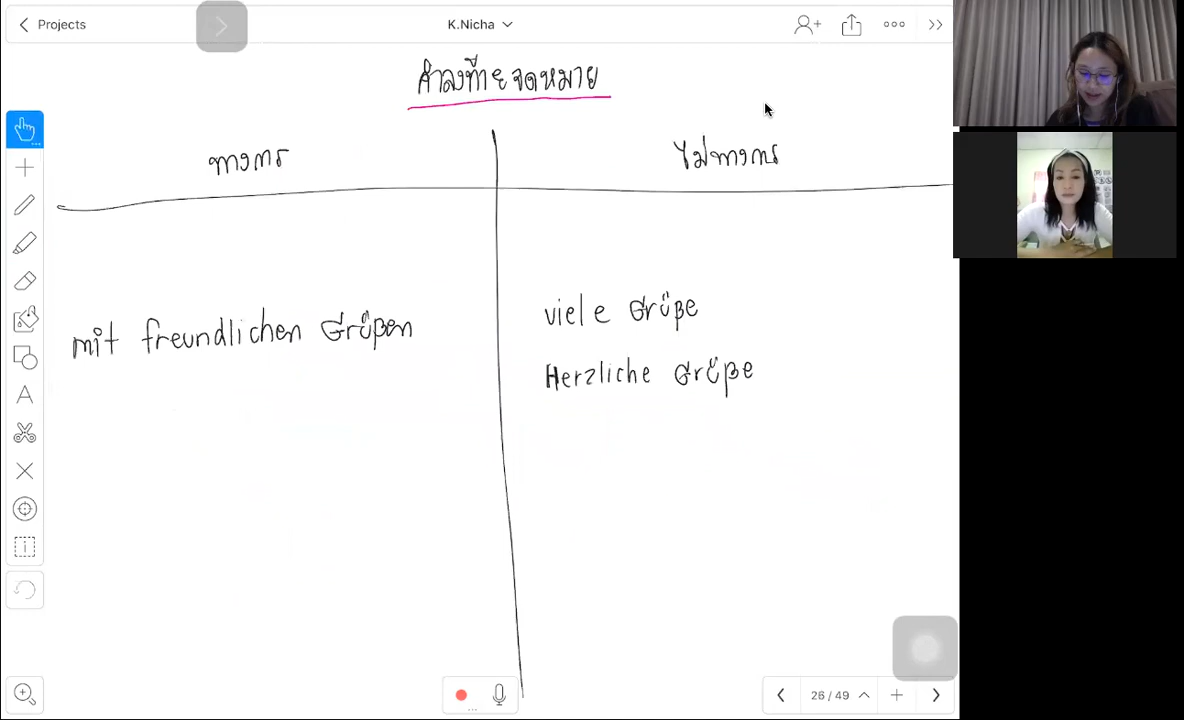 Projects
K.Nicha
คำลงท้ายจดหมาย
ทางการ
ไม่ทางการ
mit freundlichen Grüßen
viele Grüße
Herzliche Grüße
A
26 / 49